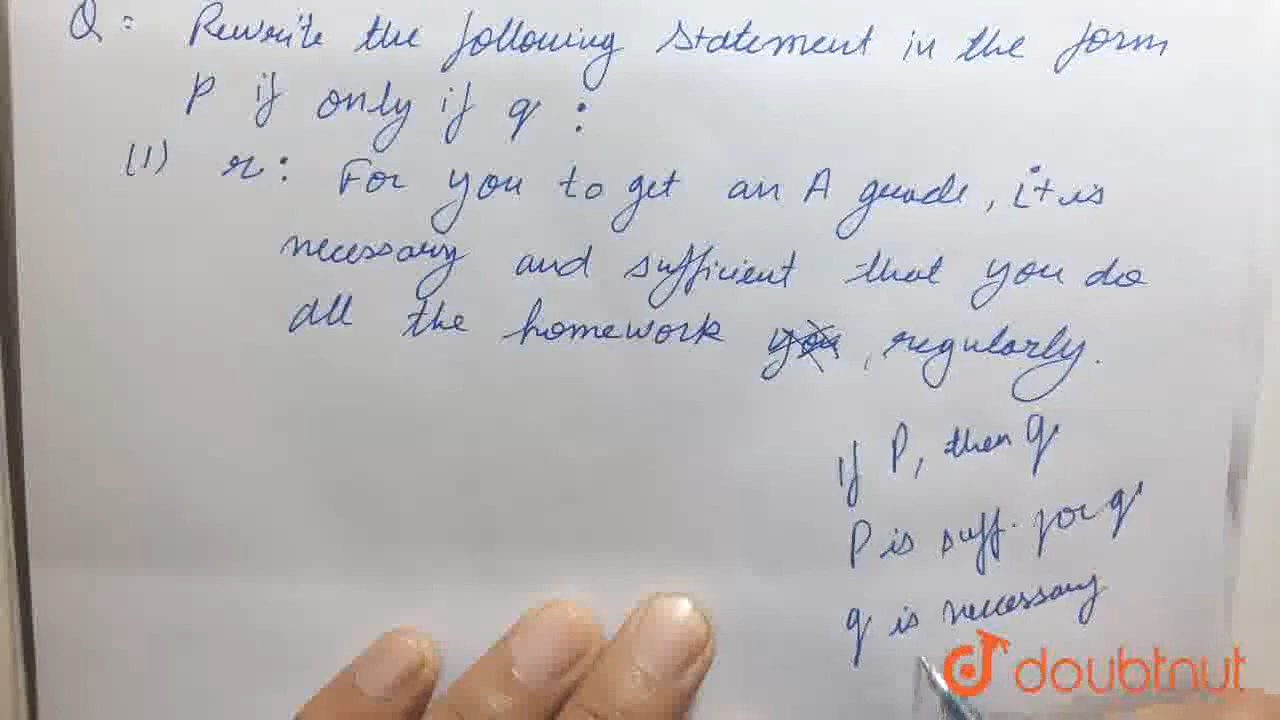 Q: Rewrite the following statement in the form
P if only if q :
(1) r: For you to get an A grade, it is
necessary and sufficient that you do
all the homework you, regularly.
If P, then q
P is suff. for q
q is necessary
doubtnut